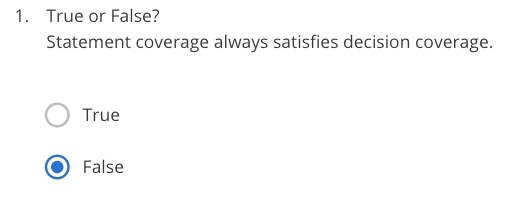 1. True or False?
Statement coverage always satisfies decision coverage.
True
False